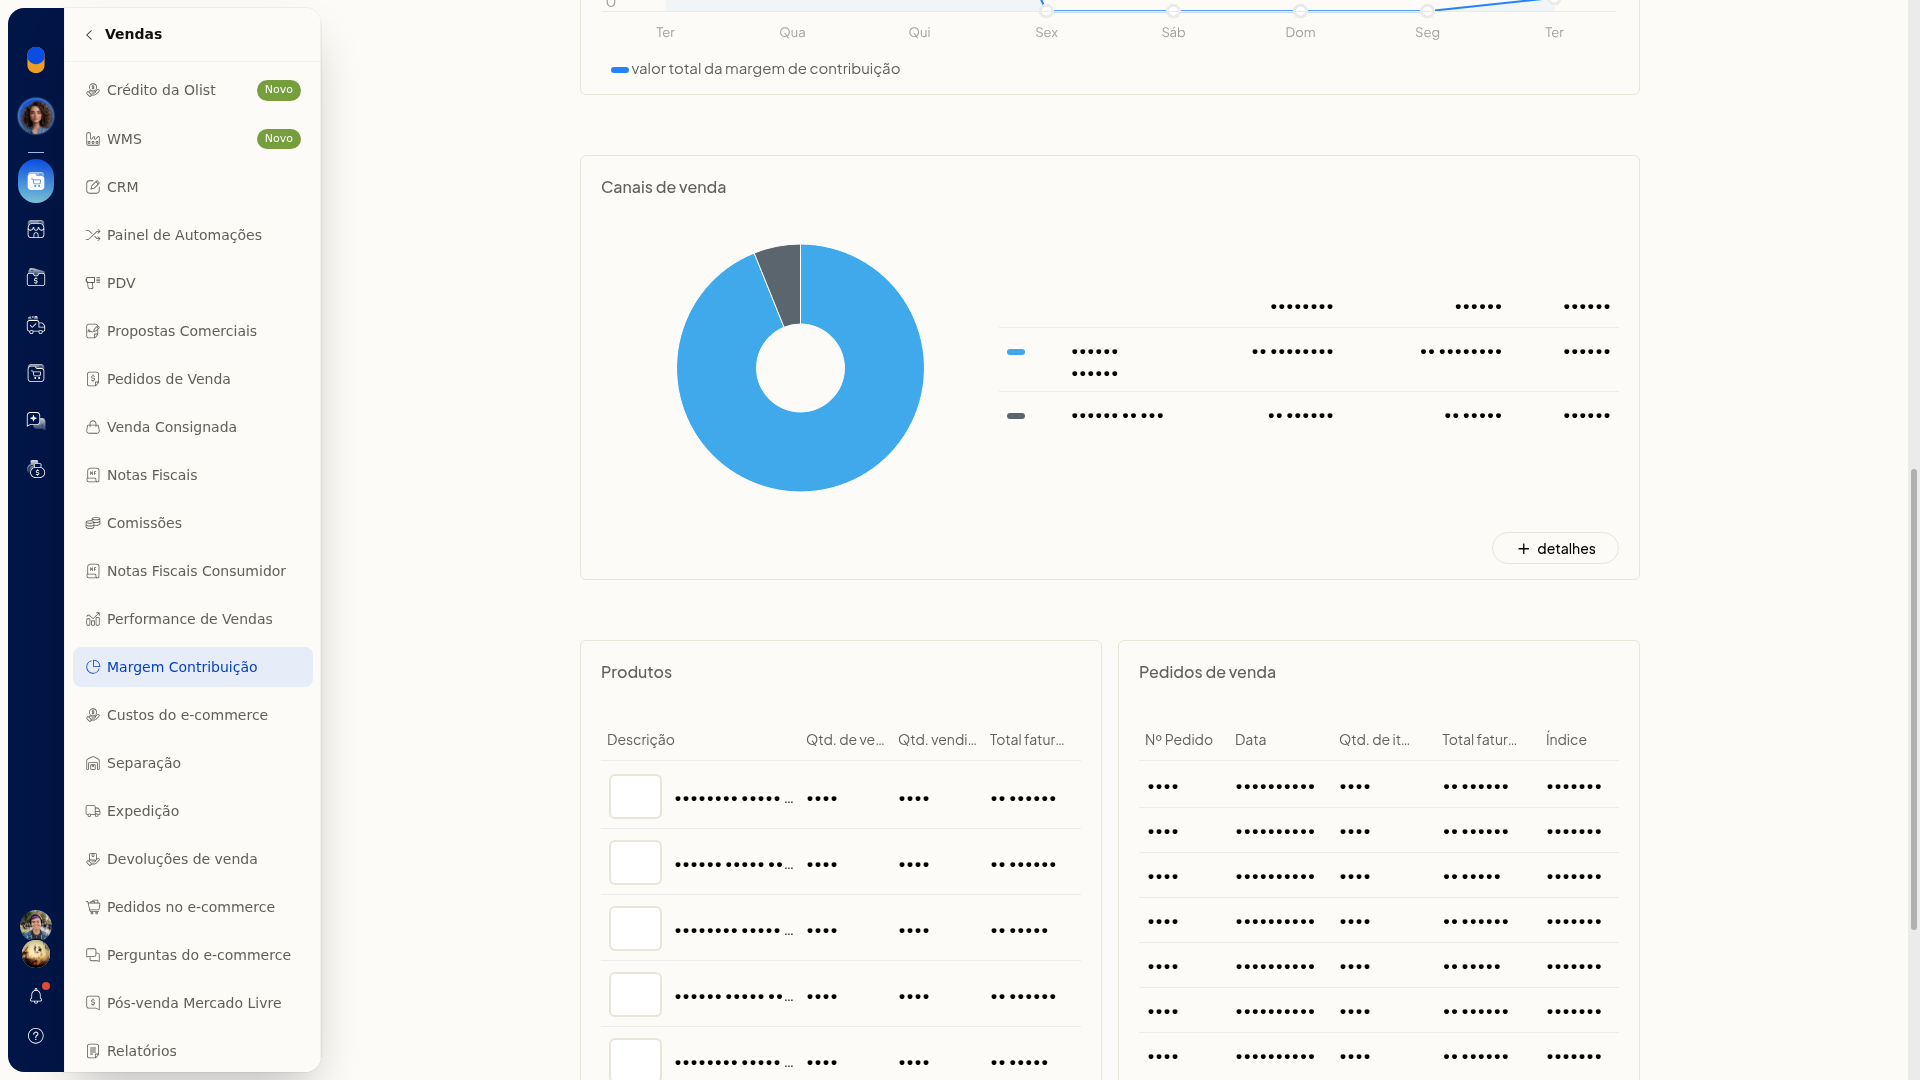 Vendas
Crédito da Olist Novo
WMS Novo
CRM
Painel de Automações
PDV
Propostas Comerciais
Pedidos de Venda
Venda Consignada
Notas Fiscais
Comissões
Notas Fiscais Consumidor
Performance de Vendas
Margem Contribuição
Custos do e-commerce
Separação
Expedição
Devoluções de venda
Pedidos no e-commerce
Perguntas do e-commerce
Pós-venda Mercado Livre
Relatórios
0
Ter Qua Qui Sex Sáb Dom Seg Ter
valor total da margem de contribuição
Canais de venda
•••••••• •••••• ••••••
•••••• •• •••••••• •• •••••••• ••••••
••••••
•••••• •• ••• •• •••••• •• ••••• ••••••
+ detalhes
Produtos
Descrição Qtd. de ve... Qtd. vendi... Total fatur...
•••••••• ••••• ... •••• •••• •• ••••••
•••••• ••••• ••... •••• •••• •• ••••••
•••••••• ••••• ... •••• •••• •• •••••
•••••• ••••• ••... •••• •••• •• ••••••
•••••••• ••••• ... •••• •••• •• •••••
Pedidos de venda
Nº Pedido Data Qtd. de it... Total fatur... Índice
•••• •••••••••• •••• •• •••••• •••••••
•••• •••••••••• •••• •• •••••• •••••••
•••• •••••••••• •••• •• ••••• •••••••
•••• •••••••••• •••• •• •••••• •••••••
•••• •••••••••• •••• •• ••••• •••••••
•••• •••••••••• •••• •• •••••• •••••••
•••• •••••••••• •••• •• •••••• •••••••